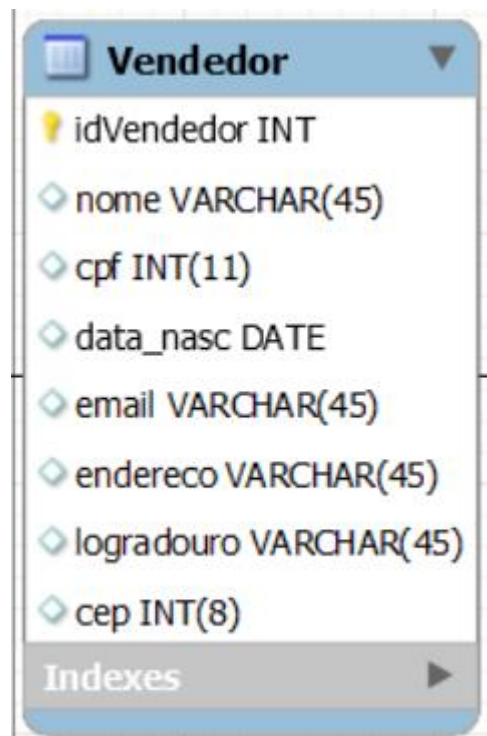 Vendedor
idVendedor INT
nome VARCHAR(45)
cpf INT(11)
data_nasc DATE
email VARCHAR(45)
endereco VARCHAR(45)
logradouro VARCHAR(45)
cep INT(8)
Indexes